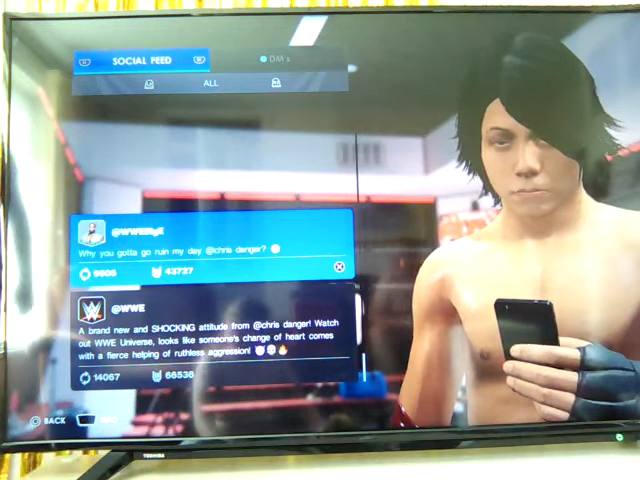 SOCIAL FEED
DM's
ALL
Why you gotta go ruin my day @chris danger?
9605 43727
@WWE
A brand new and SHOCKING attitude from @chris danger! Watch
out WWE Universe, looks like someone's change of heart comes
with a fierce helping of ruthless aggression!
14067 66536
BACK
TOSHIBA